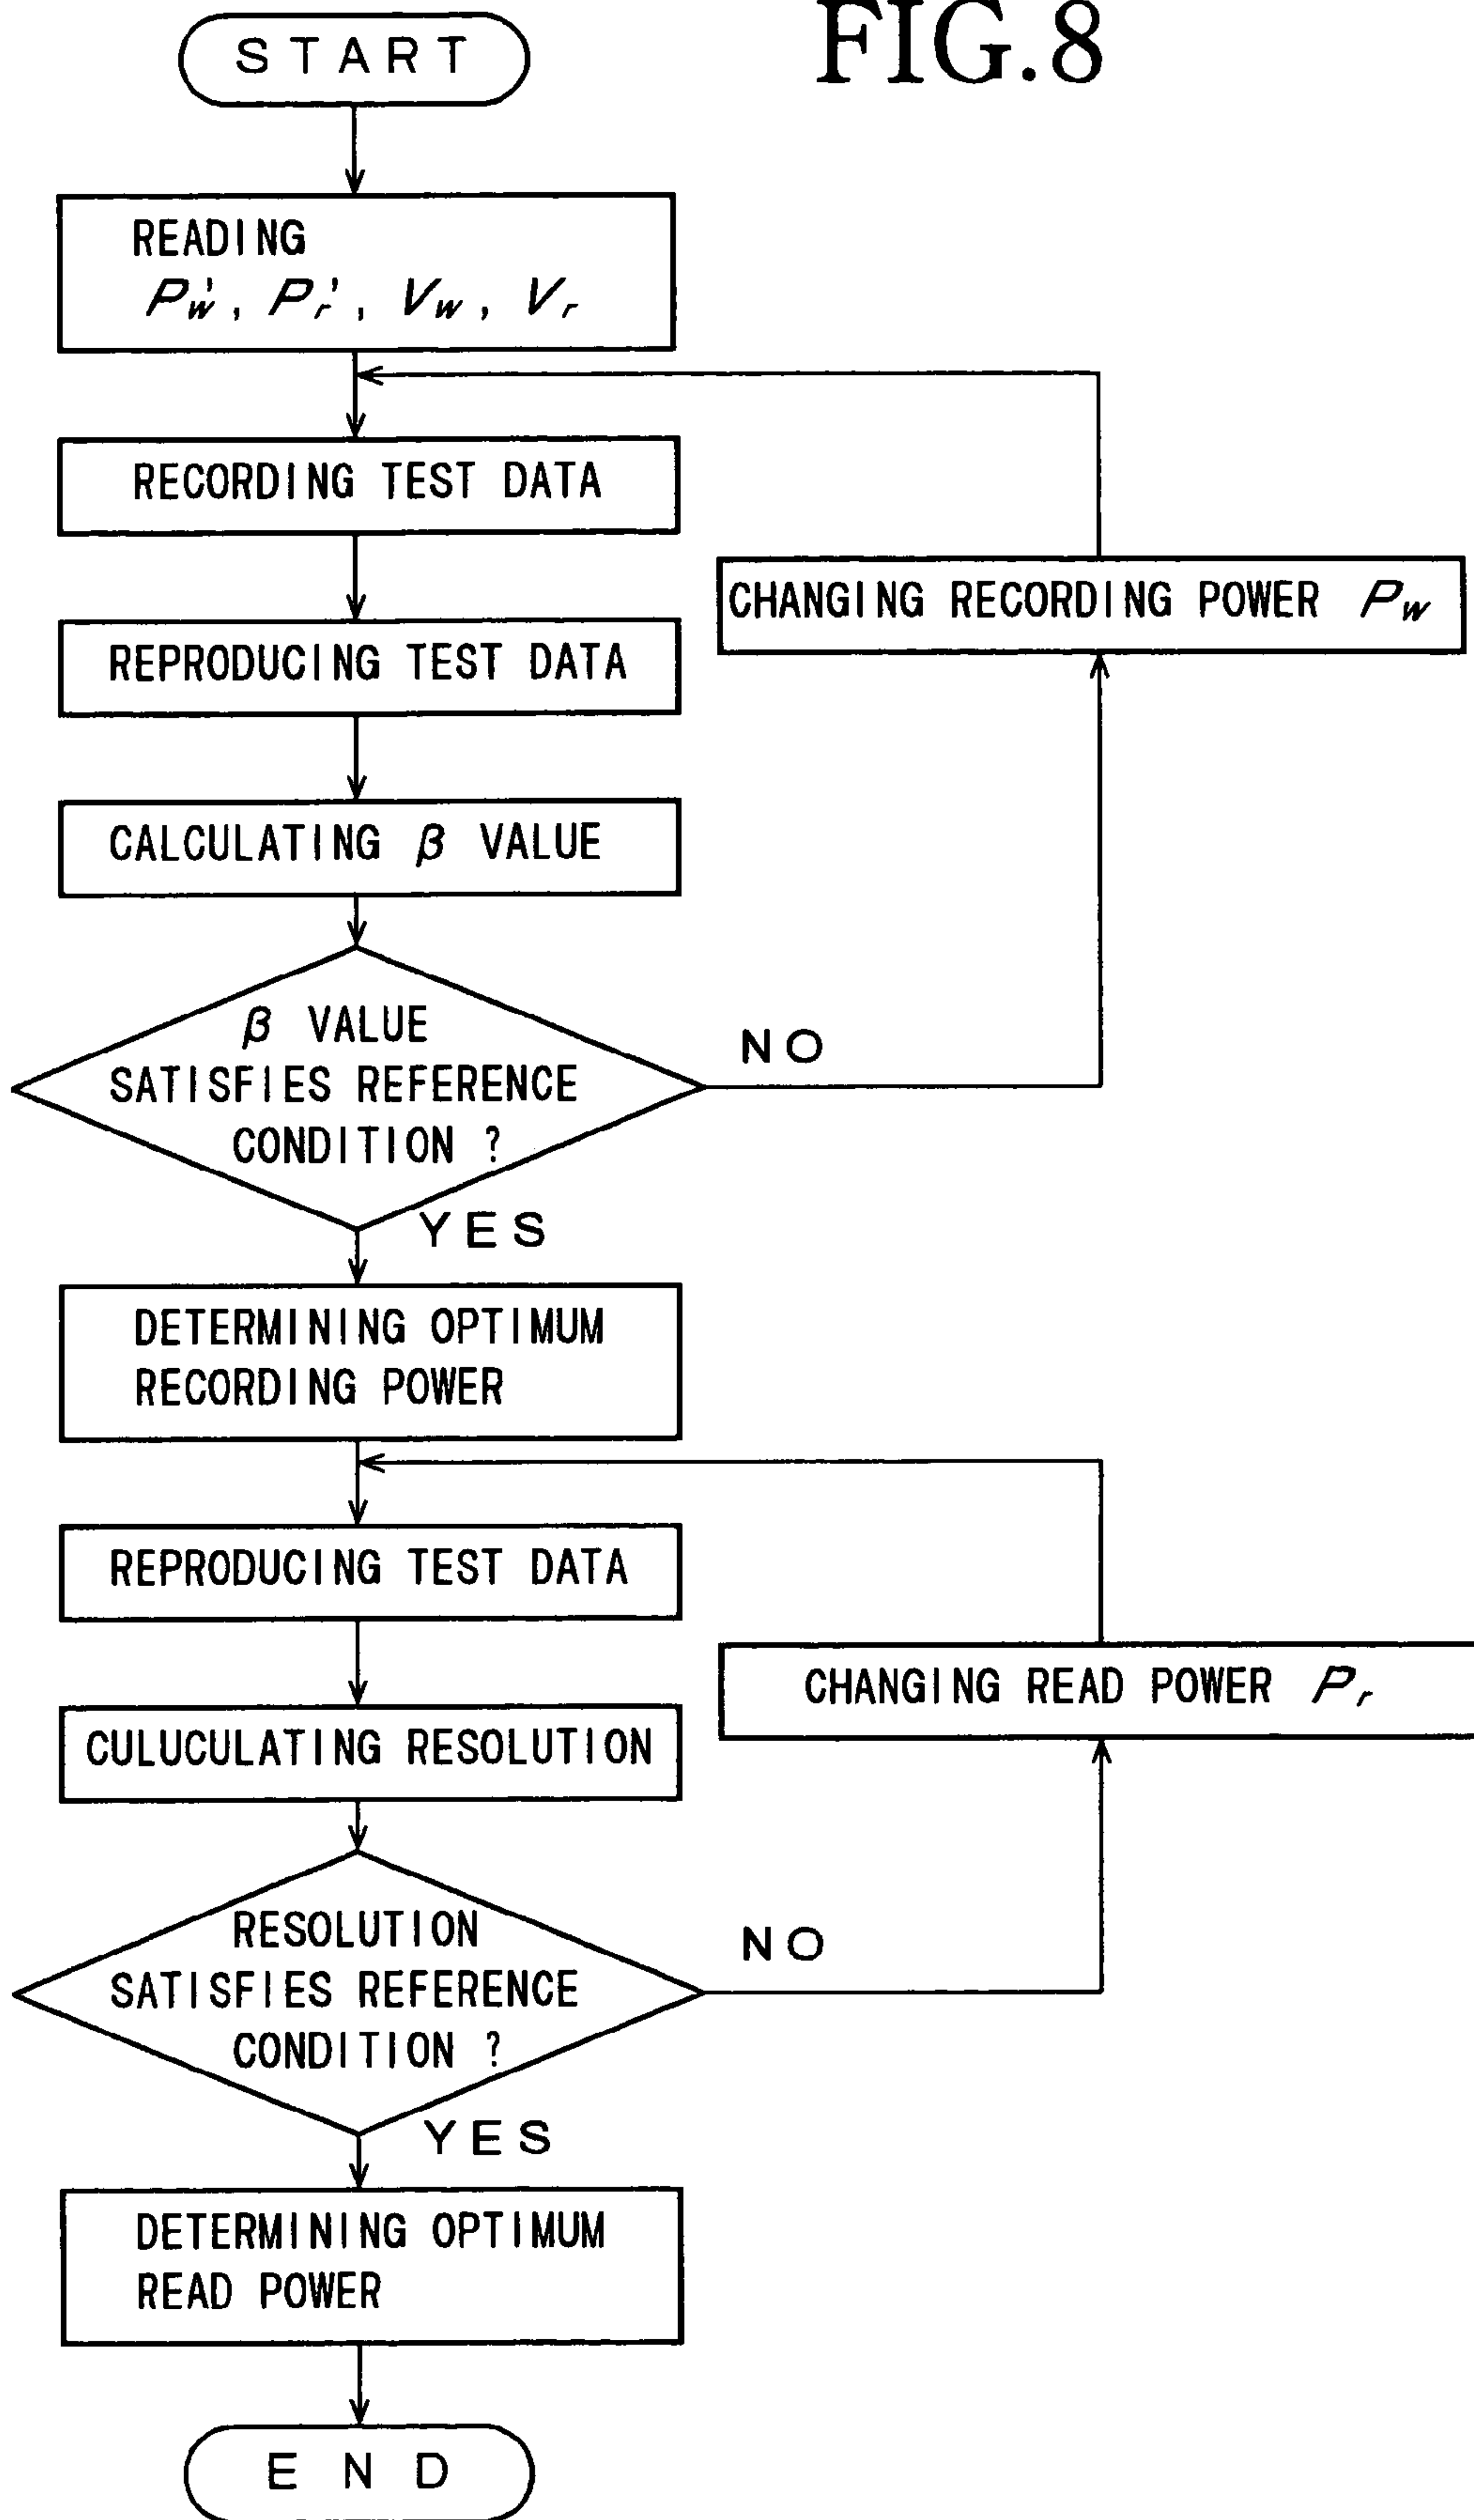 FIG.8
START
READING
Pw', Pr', Vw, Vr
RECORDING TEST DATA
CHANGING RECORDING POWER Pw
REPRODUCING TEST DATA
CALCULATING β VALUE
β VALUE
SATISFIES REFERENCE
CONDITION ?
NO
YES
DETERMINING OPTIMUM
RECORDING POWER
REPRODUCING TEST DATA
CHANGING READ POWER Pr
CULUCULATING RESOLUTION
RESOLUTION
SATISFIES REFERENCE
CONDITION ?
NO
YES
DETERMINING OPTIMUM
READ POWER
END